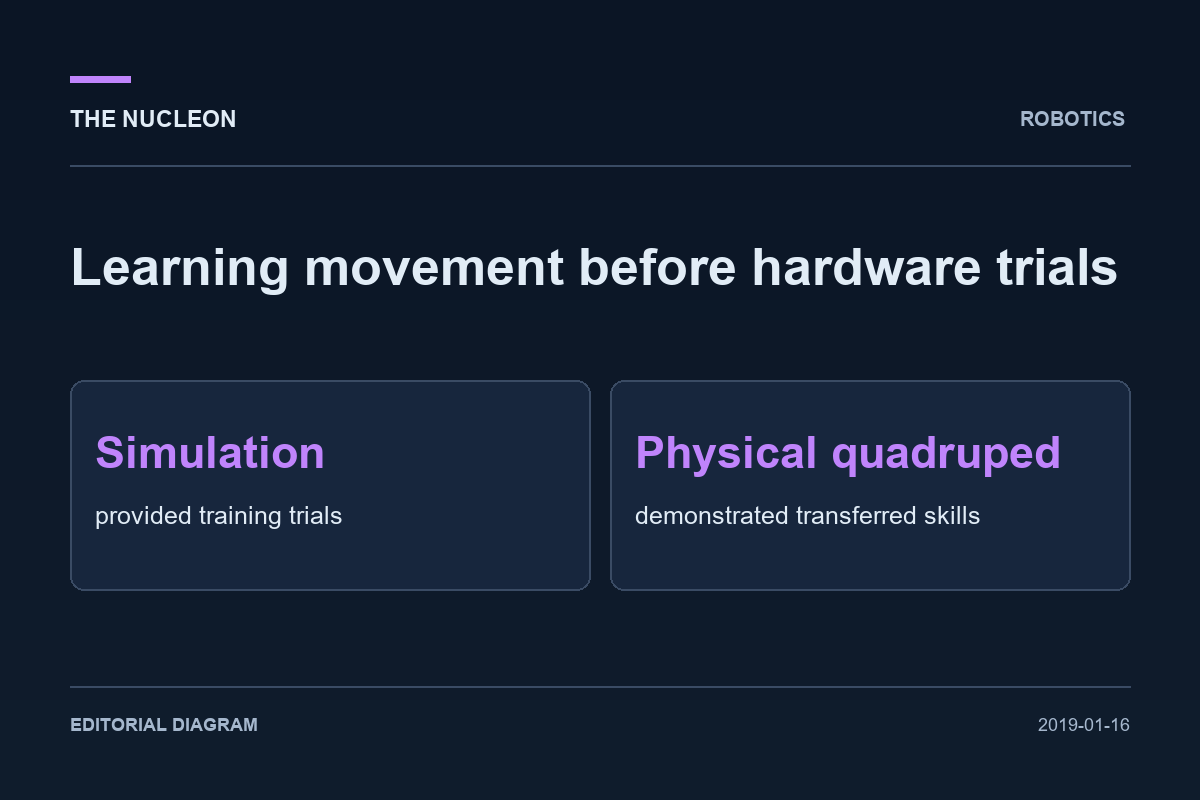 THE NUCLEON
ROBOTICS
Learning movement before hardware trials
Simulation
provided training trials
Physical quadruped
demonstrated transferred skills
EDITORIAL DIAGRAM
2019-01-16